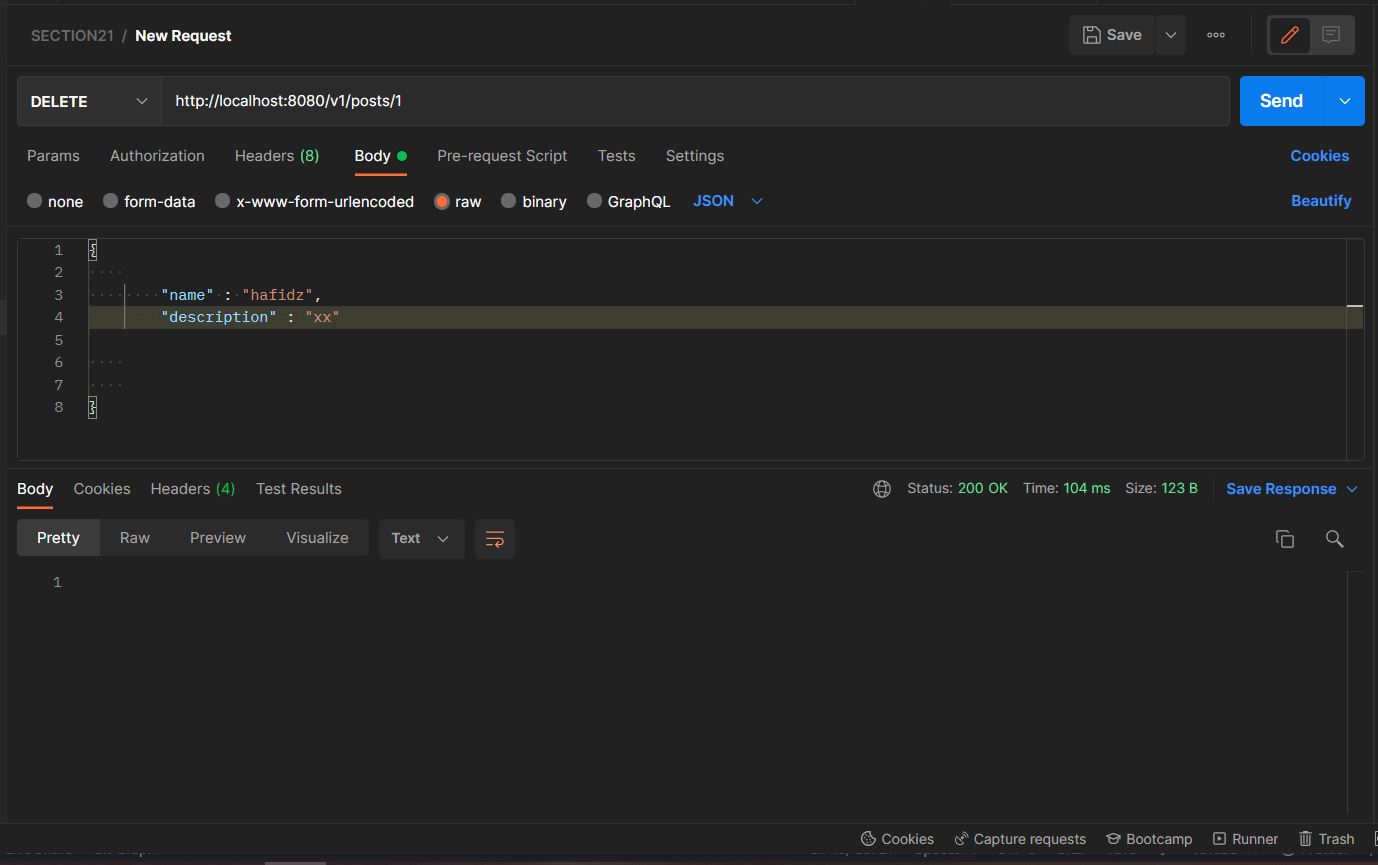 SECTION21 / New Request
Save
DELETE
http://localhost:8080/v1/posts/1
Send
Params Authorization Headers (8) Body Pre-request Script Tests Settings Cookies
none form-data x-www-form-urlencoded raw binary GraphQL JSON Beautify
1 {
2
3 "name" : "hafidz",
4 "description" : "xx"
5
6
7
8 }
Body Cookies Headers (4) Test Results Status: 200 OK Time: 104 ms Size: 123 B Save Response
Pretty Raw Preview Visualize Text
1
Cookies Capture requests Bootcamp Runner Trash